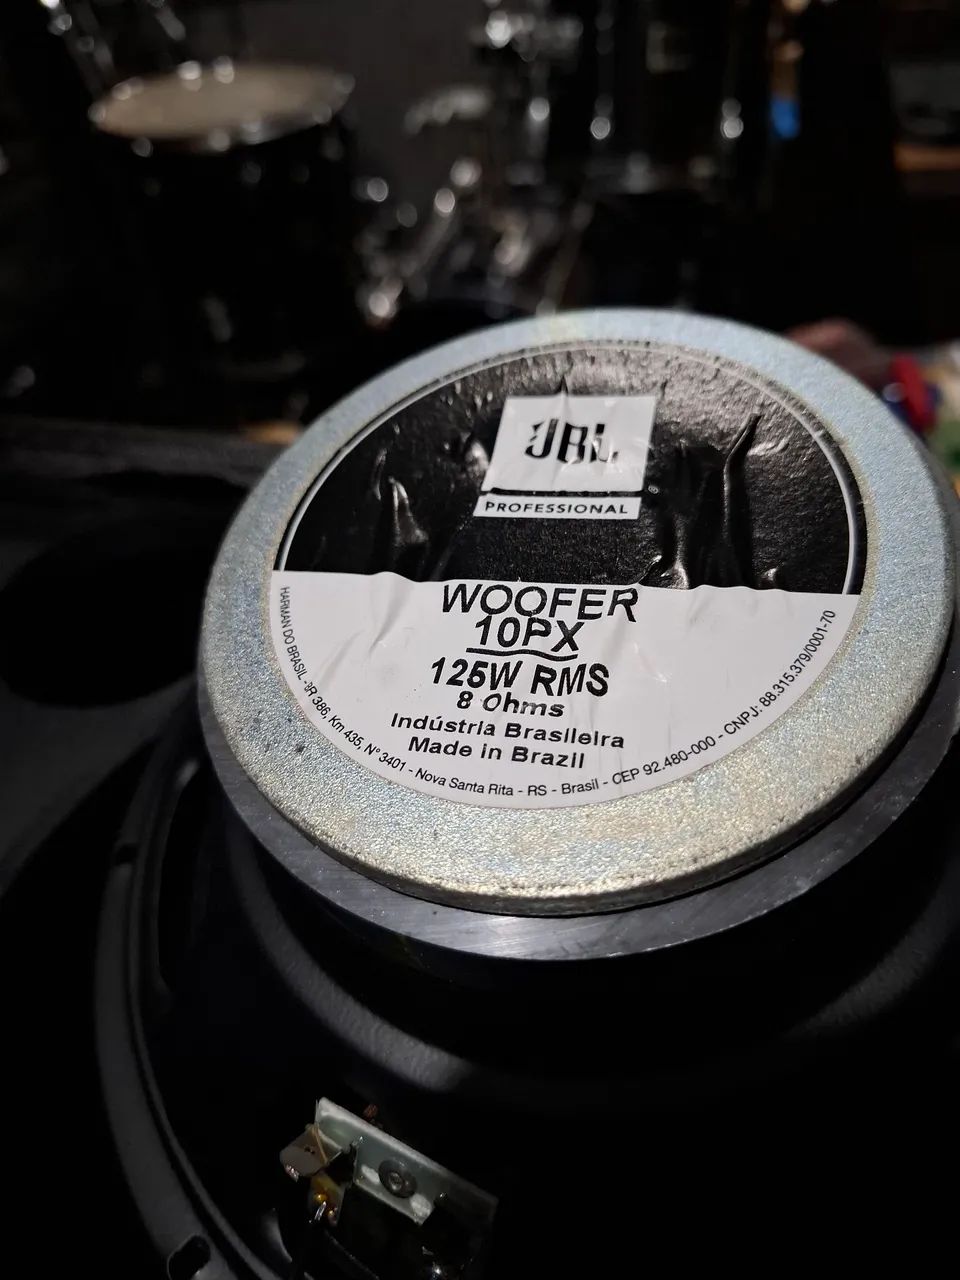 JBL
PROFESSIONAL
WOOFER
10PX
125W RMS
8 Ohms
Indústria Brasileira
Made in Brazil
HARMAN DO BRASIL - BR 386, Km 435, N° 3401 - Nova Santa Rita - RS - Brasil - CEP 92.480-000 - CNPJ: 88.315.379/0001-70